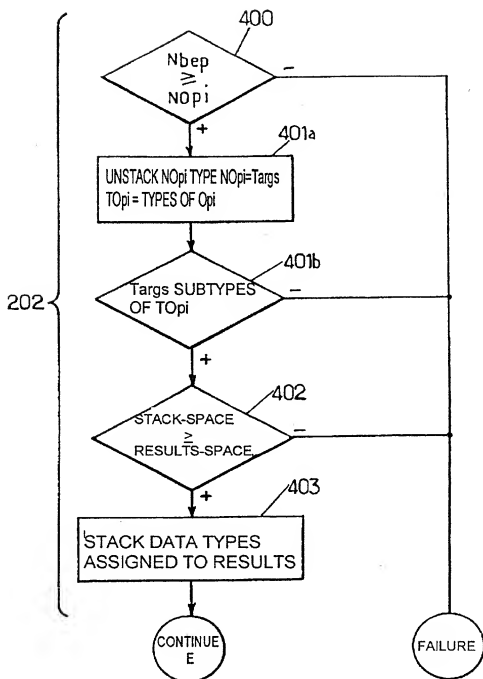 400
Nbep
≥
NOpi
−
+
401a
UNSTACK NOpi TYPE NOpi=Targs
TOpi = TYPES OF Opi
401b
Targs SUBTYPES
OF TOpi
−
202
+
402
STACK-SPACE
≥
RESULTS-SPACE
−
+
403
STACK DATA TYPES
ASSIGNED TO RESULTS
CONTINUE
E
FAILURE